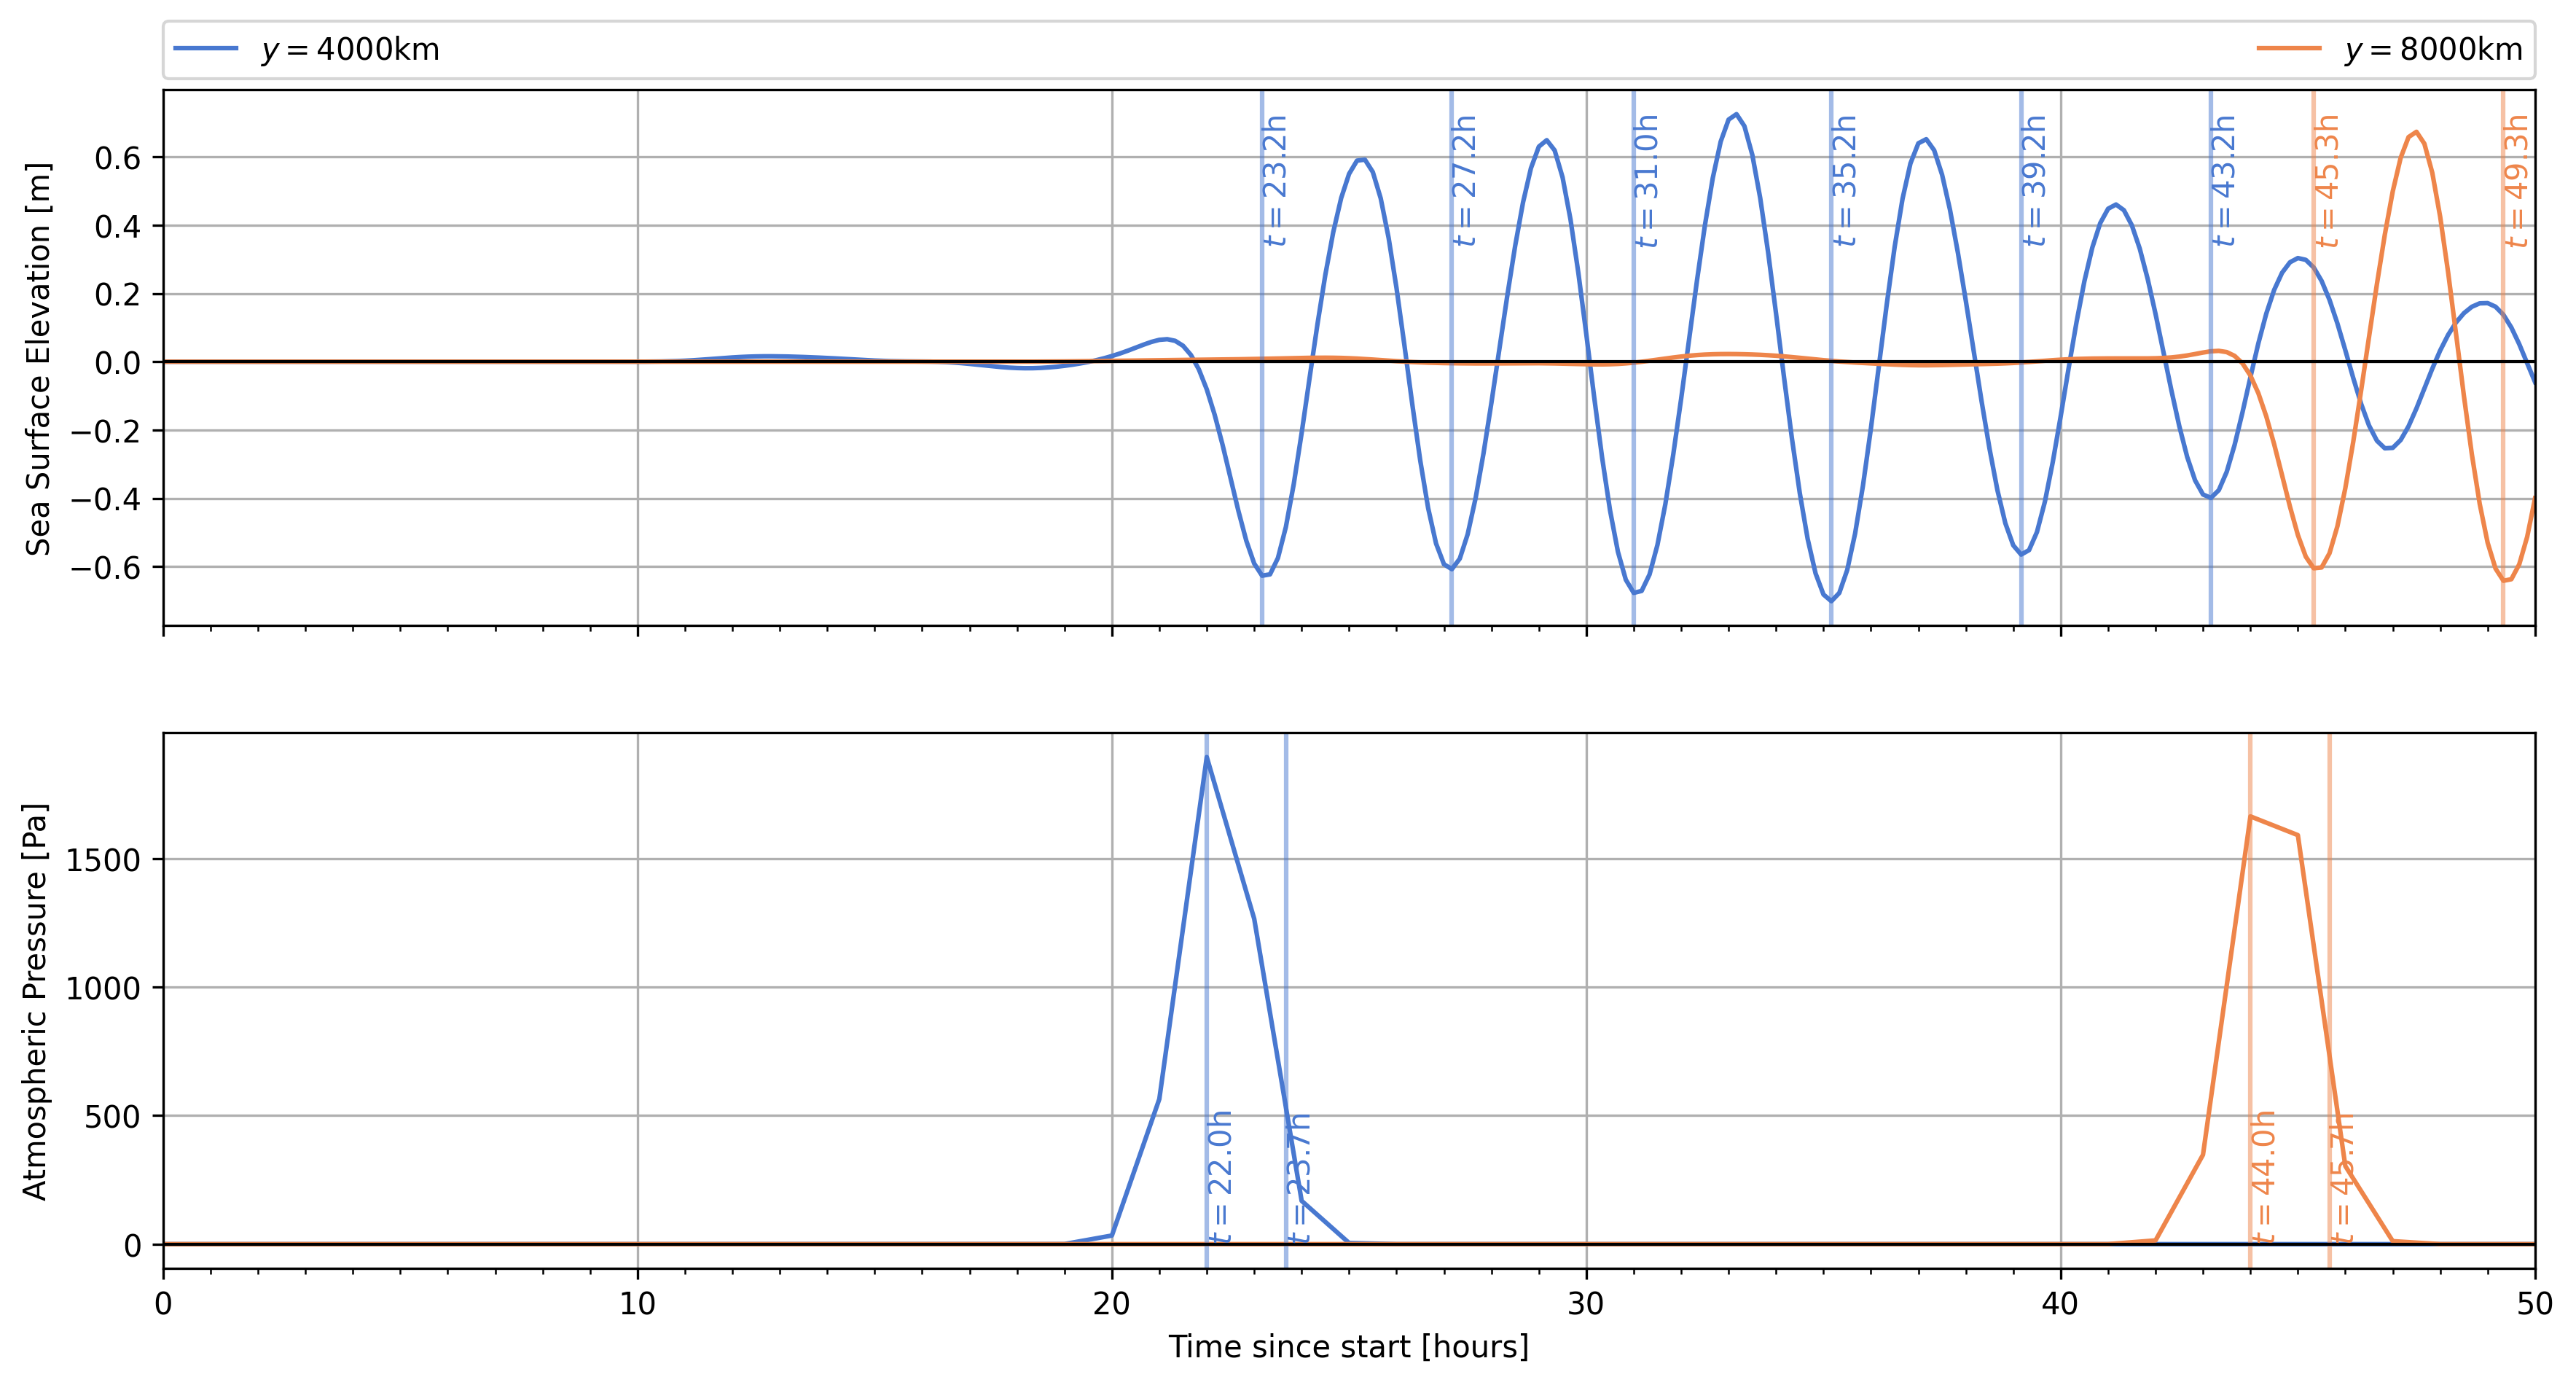 y = 4000km
y = 8000km
Sea Surface Elevation [m]
0.6
0.4
0.2
0.0
−0.2
−0.4
−0.6
t = 23.2h
t = 27.2h
t = 31.0h
t = 35.2h
t = 39.2h
t = 43.2h
t = 45.3h
t = 49.3h
Atmospheric Pressure [Pa]
1500
1000
500
0
t = 22.0h
t = 23.7h
t = 44.0h
t = 45.7h
0
10
20
30
40
50
Time since start [hours]